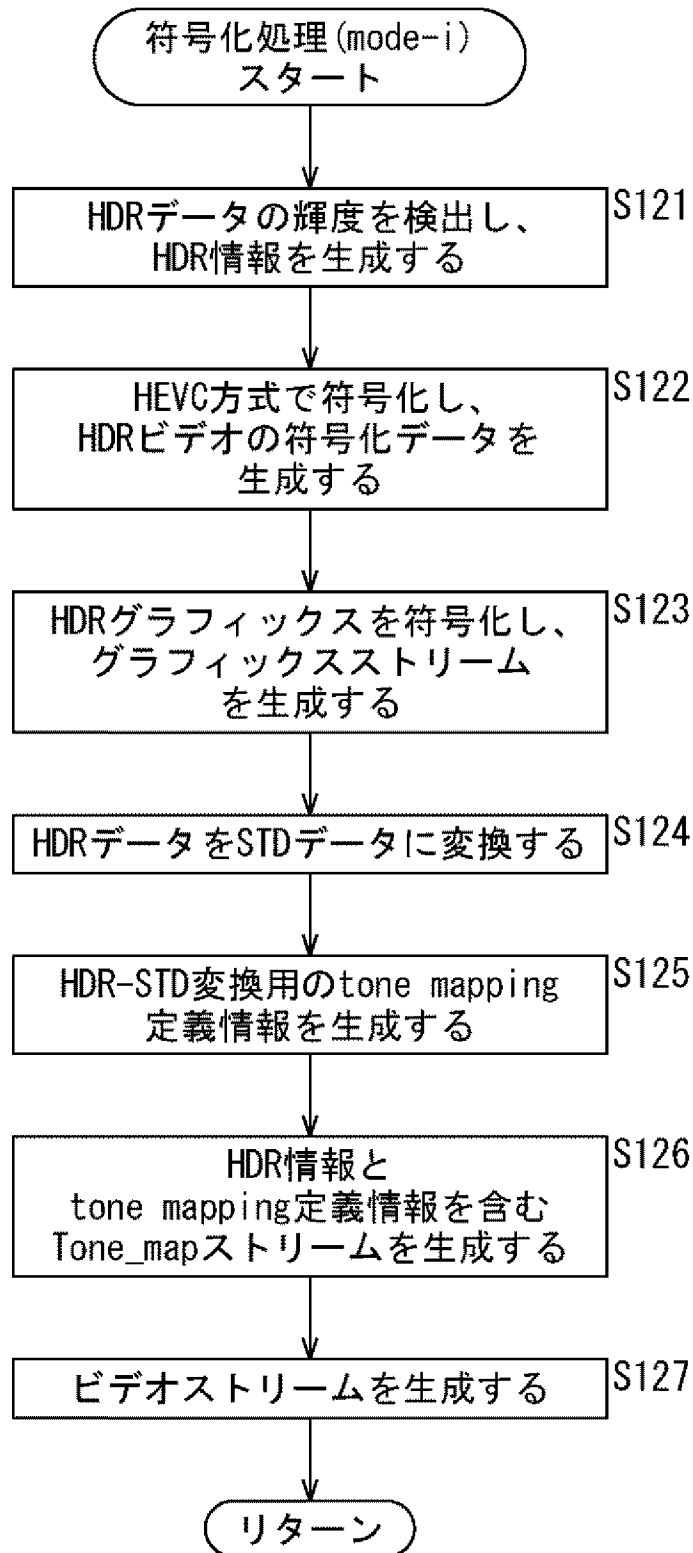 符号化処理(mode-i)
スタート
HDRデータの輝度を検出し、
HDR情報を生成する
S121
HEVC方式で符号化し、
HDRビデオの符号化データを
生成する
S122
HDRグラフィックスを符号化し、
グラフィックスストリーム
を生成する
S123
HDRデータをSTDデータに変換する
S124
HDR-STD変換用のtone mapping
定義情報を生成する
S125
HDR情報と
tone mapping定義情報を含む
Tone_mapストリームを生成する
S126
ビデオストリームを生成する
S127
リターン